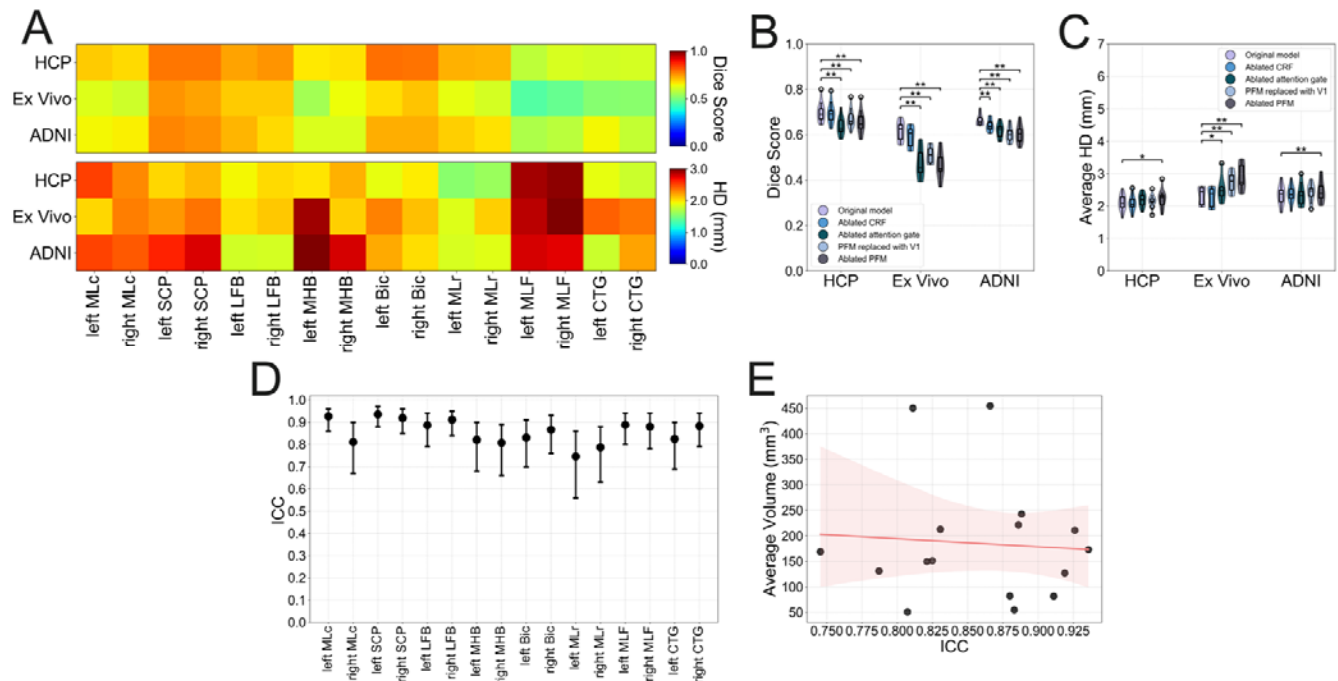 A
HCP
Ex Vivo
ADNI
1.0
0.8
0.6
0.4
0.2
0.0
Dice Score
HCP
Ex Vivo
ADNI
3.0
2.0
1.0
0.0
HD (mm)
left MLc
right MLc
left SCP
right SCP
left LFB
right LFB
left MHB
right MHB
left Bic
right Bic
left MLr
right MLr
left MLF
right MLF
left CTG
right CTG
B
Dice Score
1.0
0.8
0.6
0.4
0.2
0.0
**
**
**
**
**
**
**
**
**
**
Original model
Ablated CRF
Ablated attention gate
PFM replaced with V1
Ablated PFM
HCP
Ex Vivo
ADNI
C
Average HD (mm)
7
6
5
4
3
2
1
0
Original model
Ablated CRF
Ablated attention gate
PFM replaced with V1
Ablated PFM
*
**
**
*
**
HCP
Ex Vivo
ADNI
D
ICC
1.0
0.9
0.8
0.7
0.6
0.5
0.4
0.3
0.2
0.1
0.0
left MLc
right MLc
left SCP
right SCP
left LFB
right LFB
left MHB
right MHB
left Bic
right Bic
left MLr
right MLr
left MLF
right MLF
left CTG
right CTG
E
Average Volume (mm³)
450
400
350
300
250
200
150
100
50
0.750 0.775 0.800 0.825 0.850 0.875 0.900 0.925
ICC